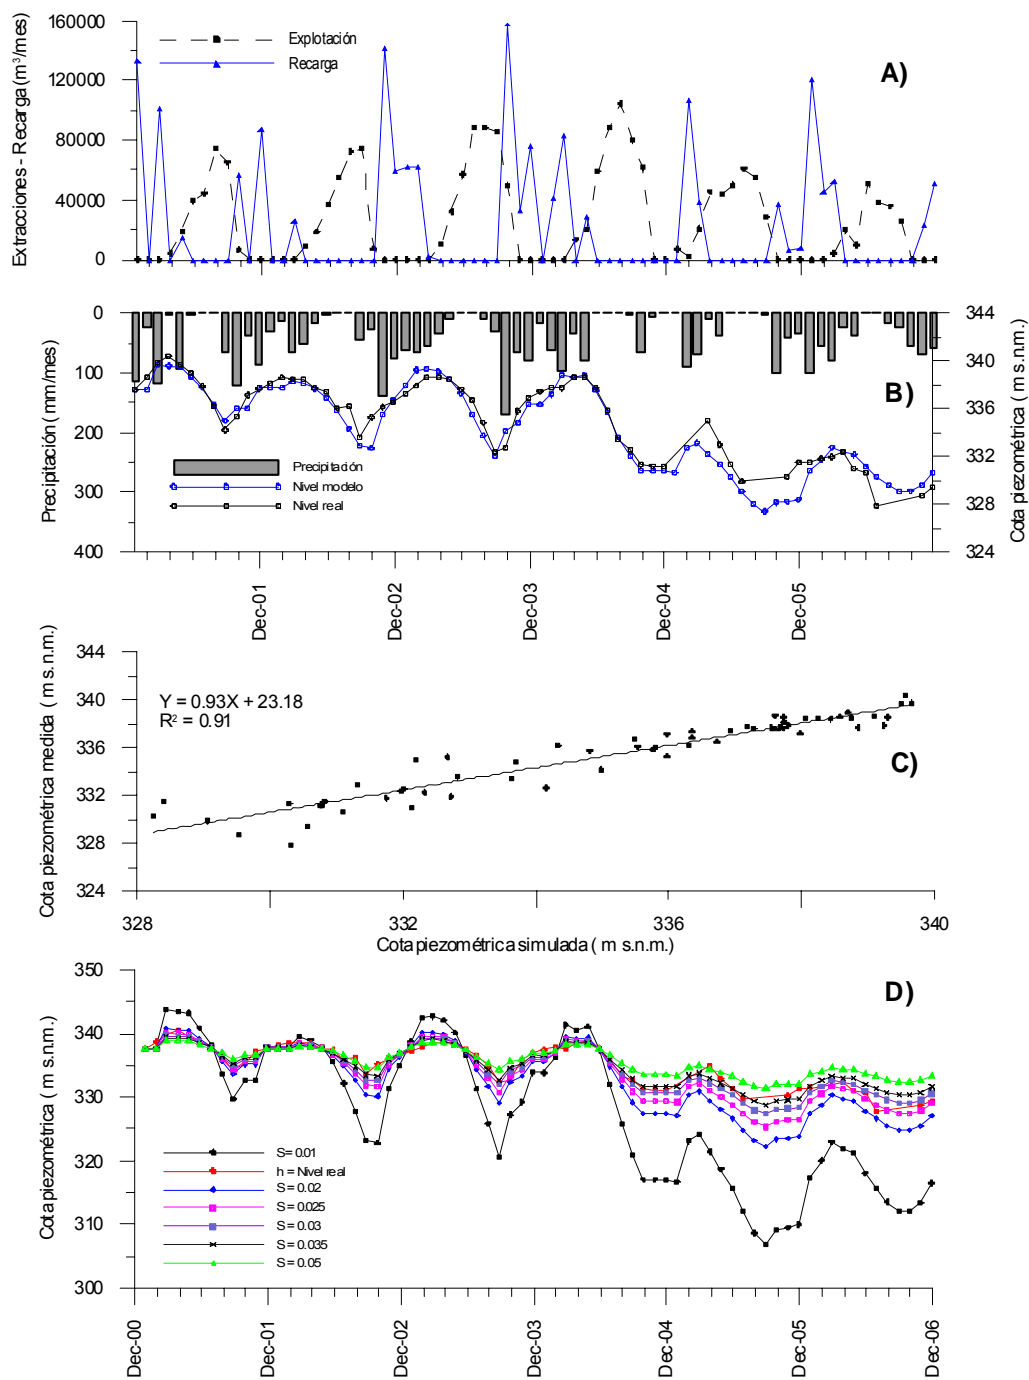 160000
120000
80000
40000
0
Extracciones - Recarga (m³/mes)
Explotación
Recarga
A)
0
100
200
300
400
Precipitación (mm/mes)
344
340
336
332
328
324
Cota piezométrica (m s.n.m.)
B)
Precipitación
Nivel modelo
Nivel real
Dec-01
Dec-02
Dec-03
Dec-04
Dec-05
344
340
336
332
328
324
Cota piezométrica medida (m s.n.m.)
Y = 0.93X + 23.18
R² = 0.91
C)
328
332
336
340
Cota piezométrica simulada (m s.n.m.)
350
340
330
320
310
300
Cota piezométrica (m s.n.m.)
D)
S = 0.01
h = Nivel real
S = 0.02
S = 0.025
S = 0.03
S = 0.035
S = 0.05
Dec-00
Dec-01
Dec-02
Dec-03
Dec-04
Dec-05
Dec-06